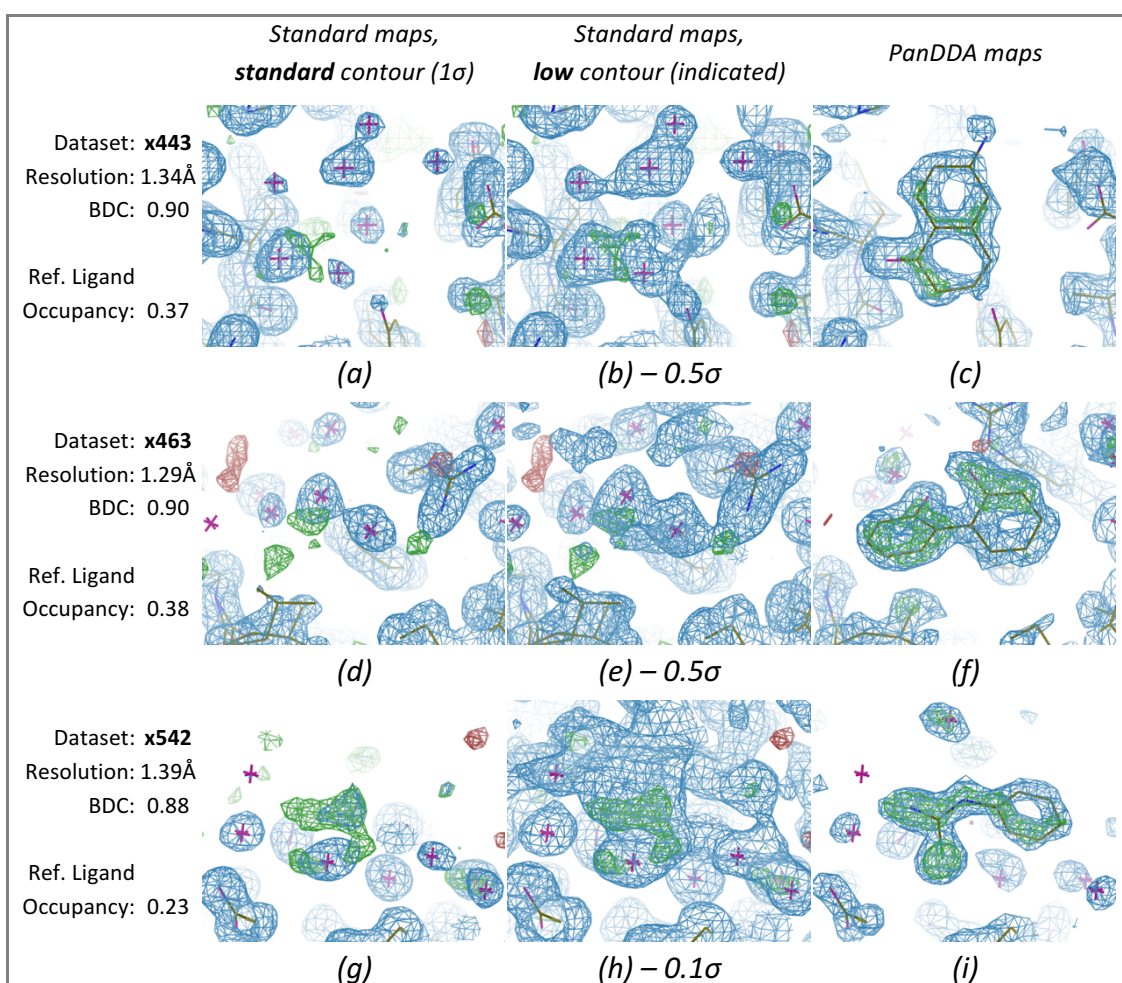 Standard maps,
standard contour (1σ)
Standard maps,
low contour (indicated)
PanDDA maps
Dataset: x443
Resolution: 1.34Å
BDC: 0.90
Ref. Ligand
Occupancy: 0.37
(a)
(b) – 0.5σ
(c)
Dataset: x463
Resolution: 1.29Å
BDC: 0.90
Ref. Ligand
Occupancy: 0.38
(d)
(e) – 0.5σ
(f)
Dataset: x542
Resolution: 1.39Å
BDC: 0.88
Ref. Ligand
Occupancy: 0.23
(g)
(h) – 0.1σ
(i)